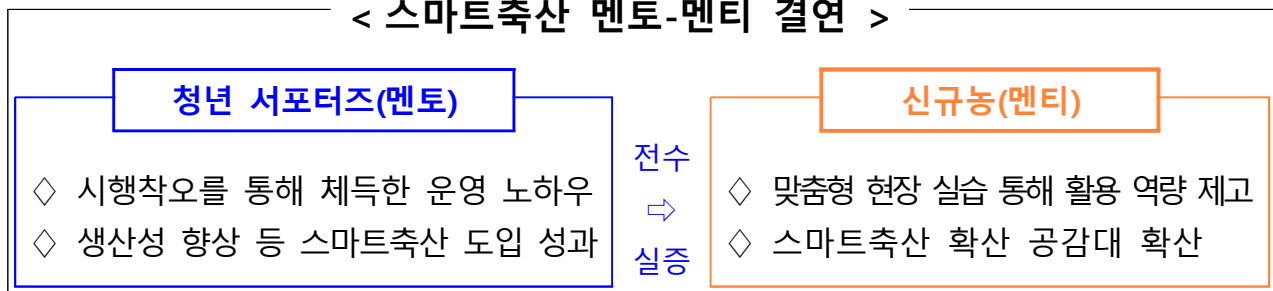 < 스마트축산 멘토-멘티 결연 >
청년 서포터즈(멘토)
◇ 시행착오를 통해 체득한 운영 노하우
◇ 생산성 향상 등 스마트축산 도입 성과
전수
⇨
실증
신규농(멘티)
◇ 맞춤형 현장 실습 통해 활용 역량 제고
◇ 스마트축산 확산 공감대 확산